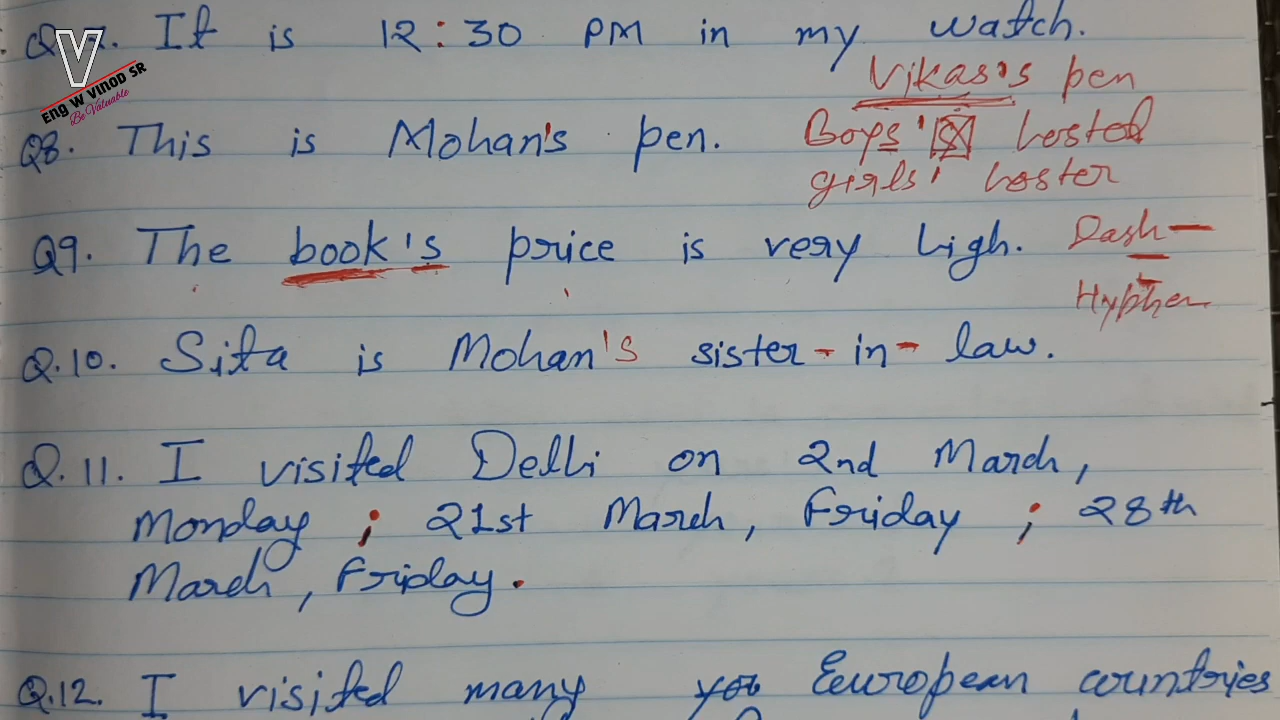 Q7. It is 12:30 PM in my watch.
V
Eng W Vinod SR
Be Valuable
Vikas's pen
Q8. This is Mohan's pen.
Boys' s hostel
girls' hoster
Q9. The book's price is very high.
Dash —
Hyphen
Q.10. Sita is Mohan's sister-in-law.
Q.11. I visited Delhi on 2nd March,
Monday ; 21st March, Friday ; 28th
March, Friday.
Q.12. I visited many European countries